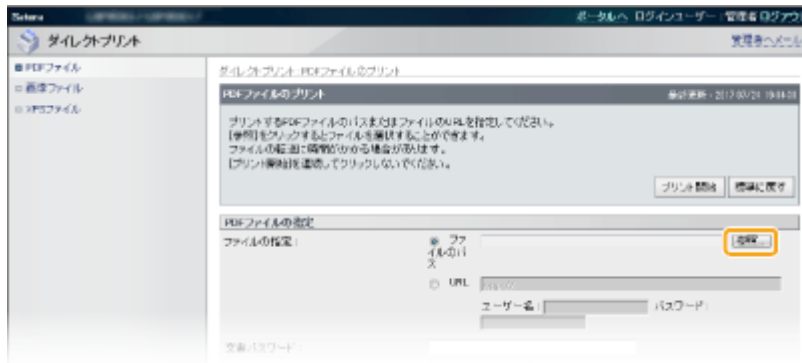 Satera
ポータルへ ログインユーザー: 管理者 ログアウ
ダイレクトプリント
管理者へメール
PDFファイル
画像ファイル
XPSファイル
ダイレクトプリント: PDFファイルのプリント
PDFファイルのプリント
最終更新 : 2012 07/24
プリントするPDFファイルのパスまたはファイルのURLを指定してください。
[参照]をクリックするとファイルを選択することができます。
ファイルの転送に時間がかかる場合があります。
[プリント開始]を連続してクリックしないでください。
プリント開始 標準に戻す
PDFファイルの指定
ファイルの指定 :
ファイルのパス
参照...
URL
ユーザー名 : パスワード :
文書パスワード :